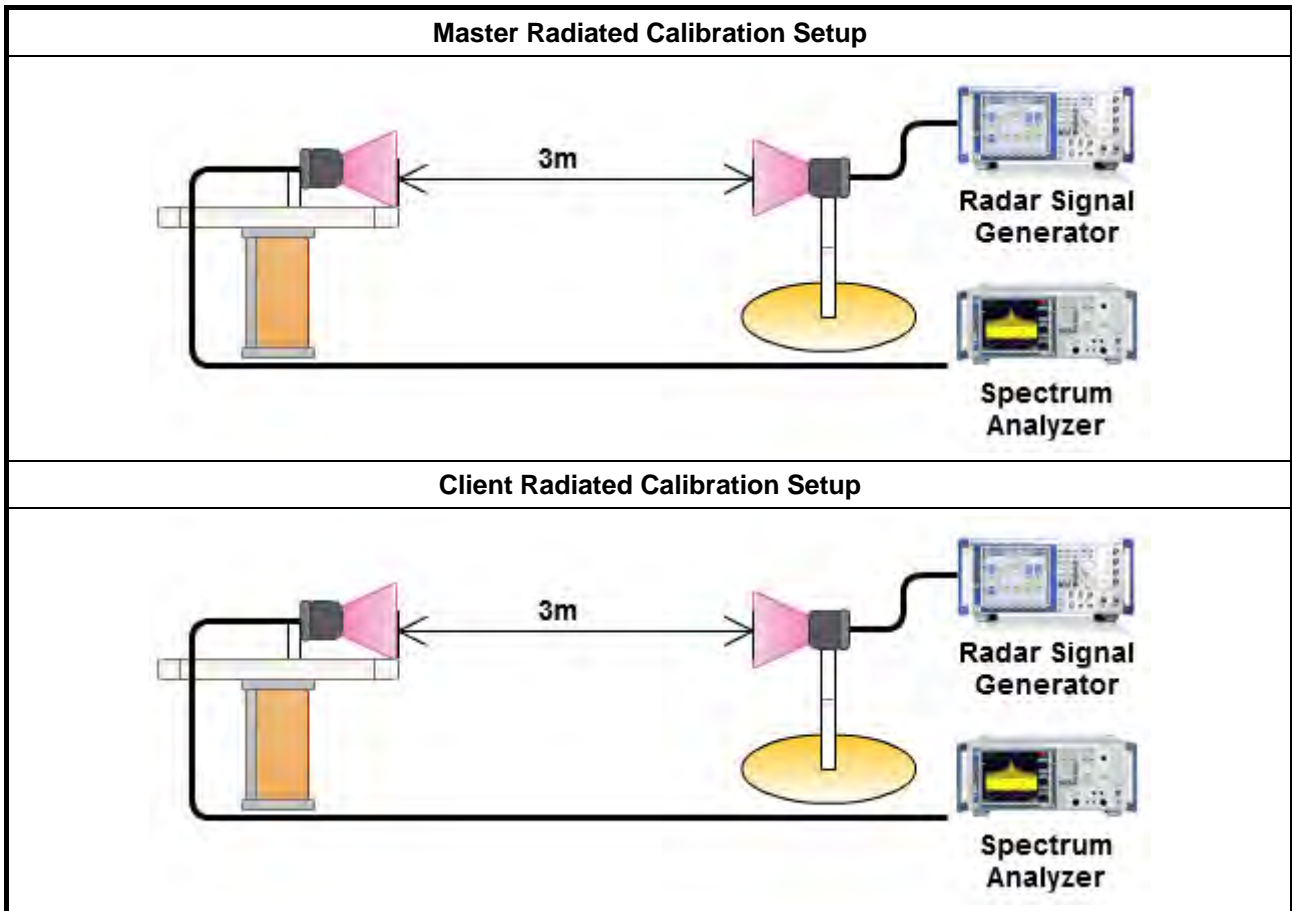 Master Radiated Calibration Setup
3m
Radar Signal
Generator
Spectrum
Analyzer
Client Radiated Calibration Setup
3m
Radar Signal
Generator
Spectrum
Analyzer